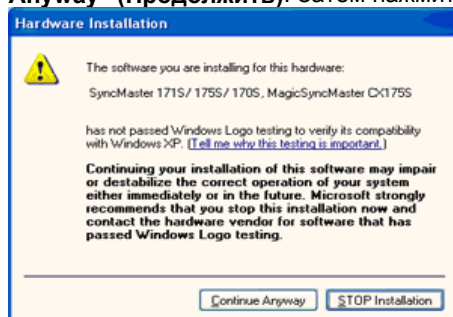 Anyway" (Продолжить). Затем нажмит
Hardware Installation
The software you are installing for this hardware:
SyncMaster 171S/ 175S/ 170S, MagicSyncMaster CX175S
has not passed Windows Logo testing to verify its compatibility
with Windows XP. (Tell me why this testing is important.)
Continuing your installation of this software may impair
or destabilize the correct operation of your system
either immediately or in the future. Microsoft strongly
recommends that you stop this installation now and
contact the hardware vendor for software that has
passed Windows Logo testing.
Continue Anyway
STOP Installation